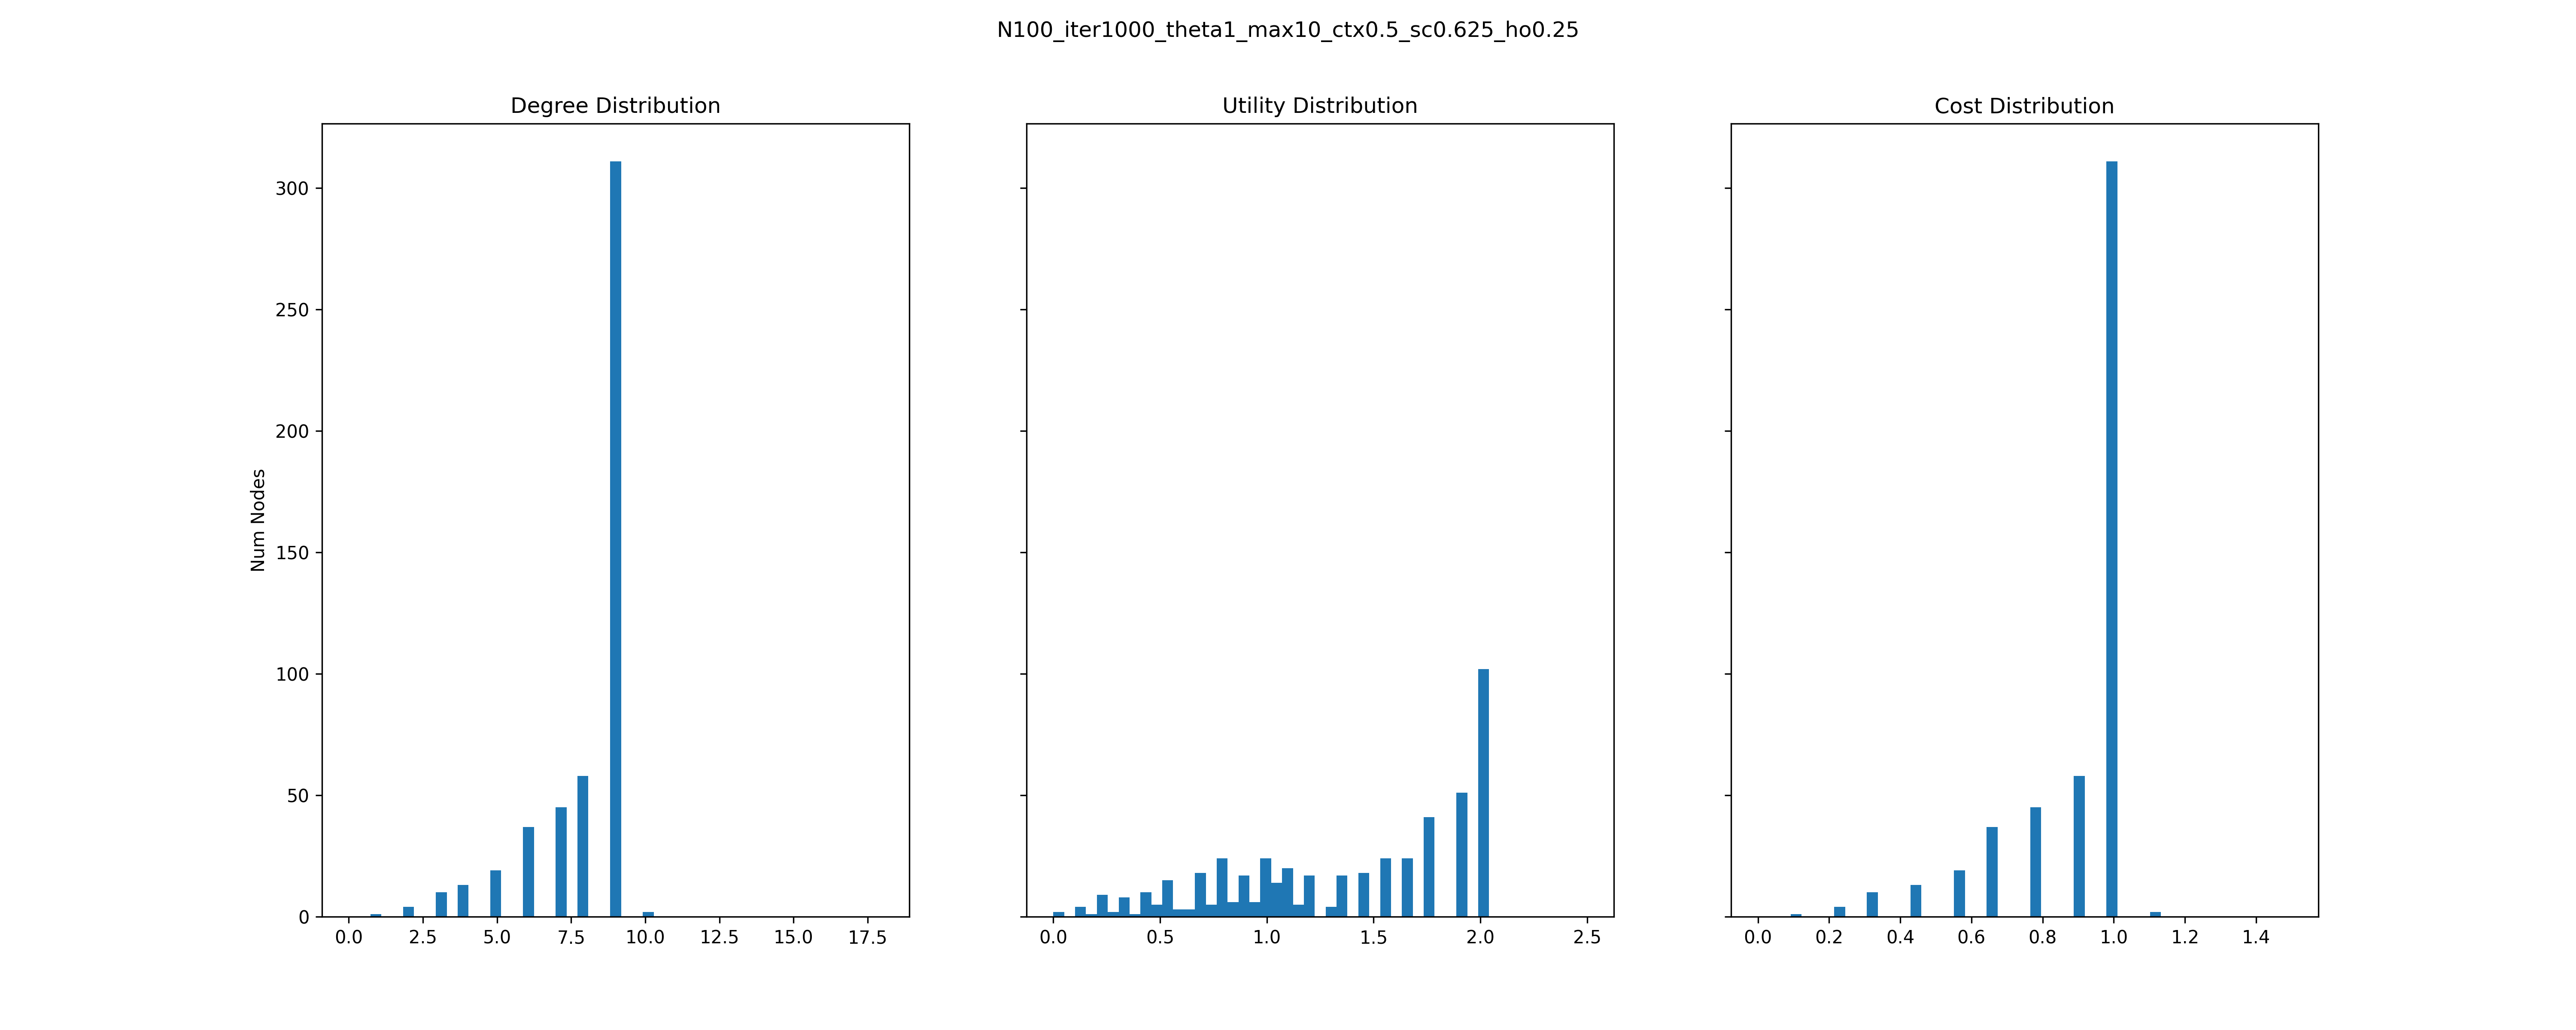 N100_iter1000_theta1_max10_ctx0.5_sc0.625_ho0.25
Degree Distribution
Utility Distribution
Cost Distribution
Num Nodes
300
250
200
150
100
50
0
0.0 2.5 5.0 7.5 10.0 12.5 15.0 17.5
0.0 0.5 1.0 1.5 2.0 2.5
0.0 0.2 0.4 0.6 0.8 1.0 1.2 1.4